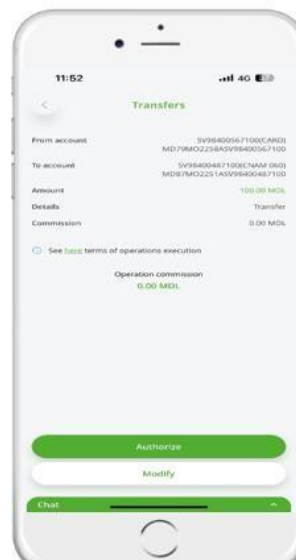 11:52
4G
Transfers
From account SV98400567100(CARD)
MD79MO2258ASV98400567100
To account SV98400487100(CNAM 060)
MD87MO2251ASV98400487100
Amount 100.00 MDL
Details Transfer
Commission 0.00 MDL
See here terms of operations execution
Operation commission
0.00 MDL
Authorize
Modify
Chat